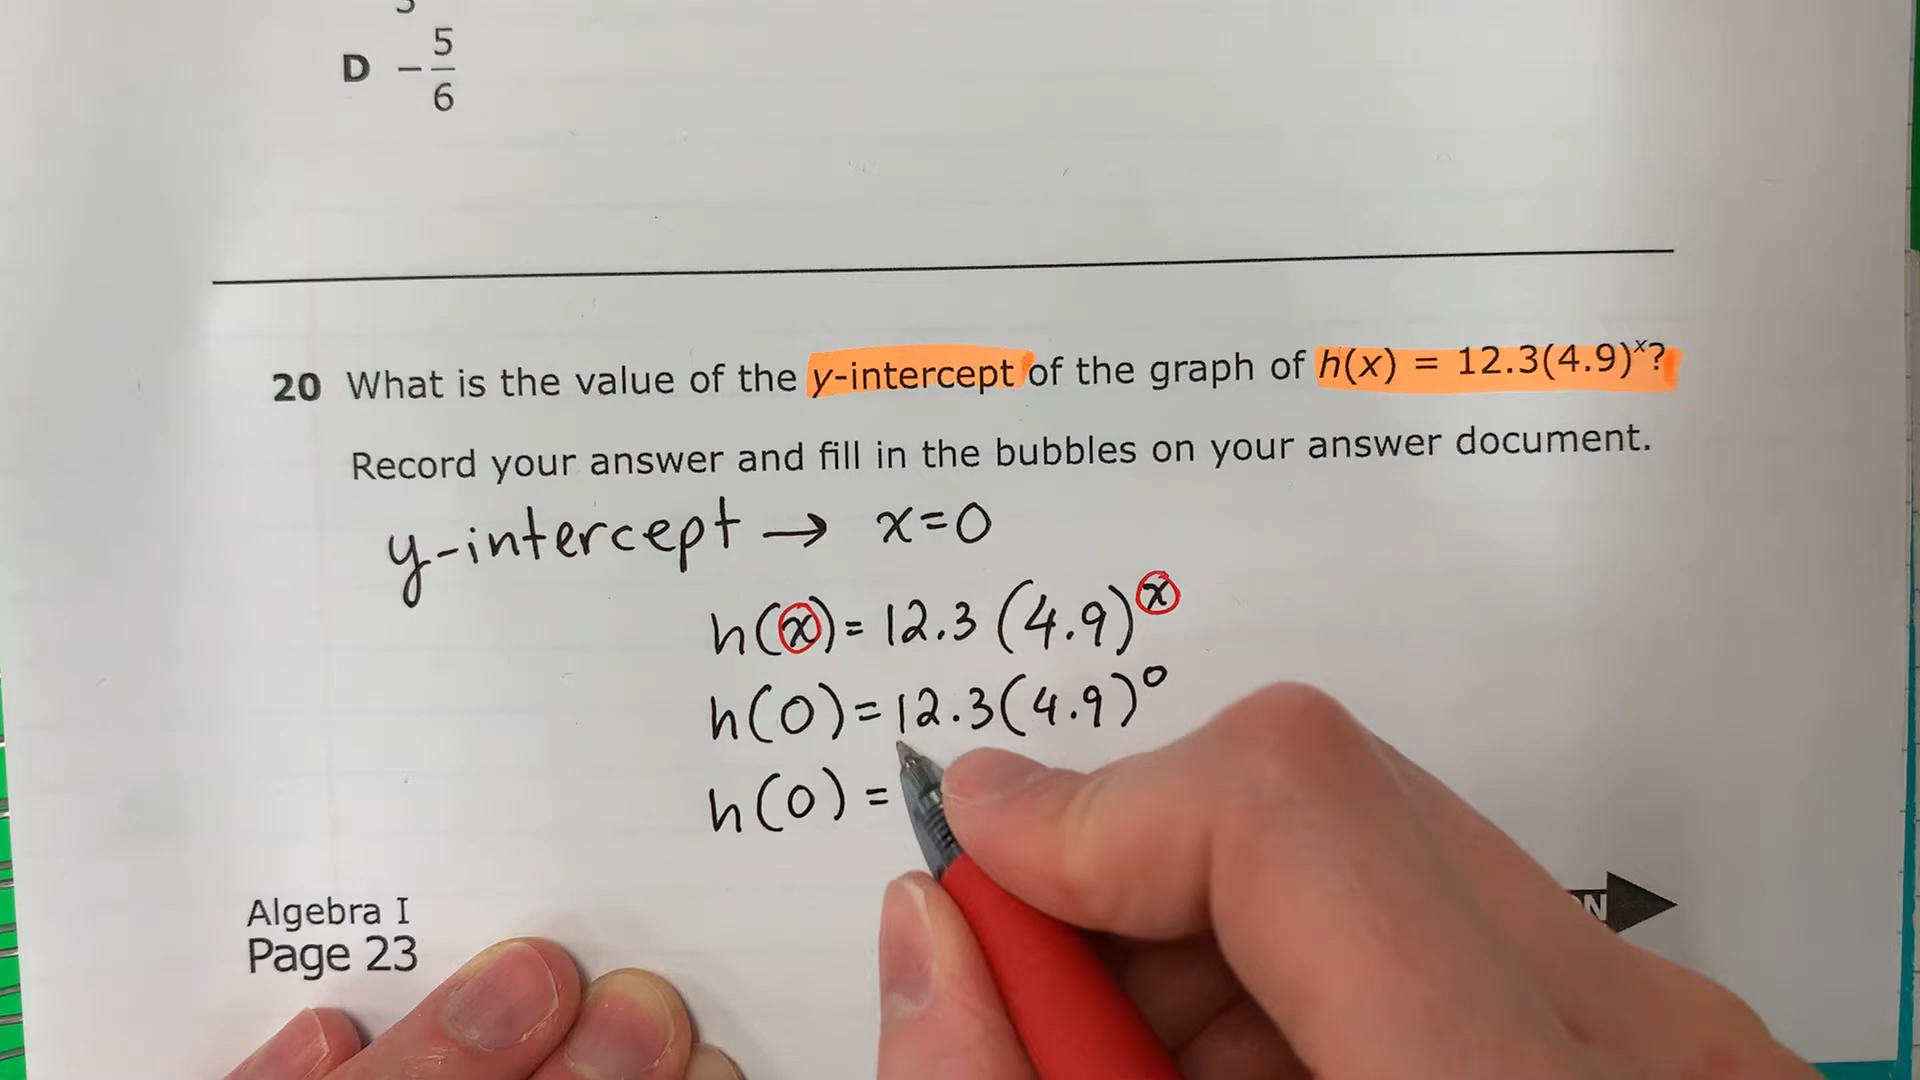 D -5/6
20 What is the value of the y-intercept of the graph of h(x) = 12.3(4.9)^x?
Record your answer and fill in the bubbles on your answer document.
y-intercept → x=0
h(x)= 12.3 (4.9)^x
h(0)=12.3(4.9)^0
h(0) =
Algebra I
Page 23